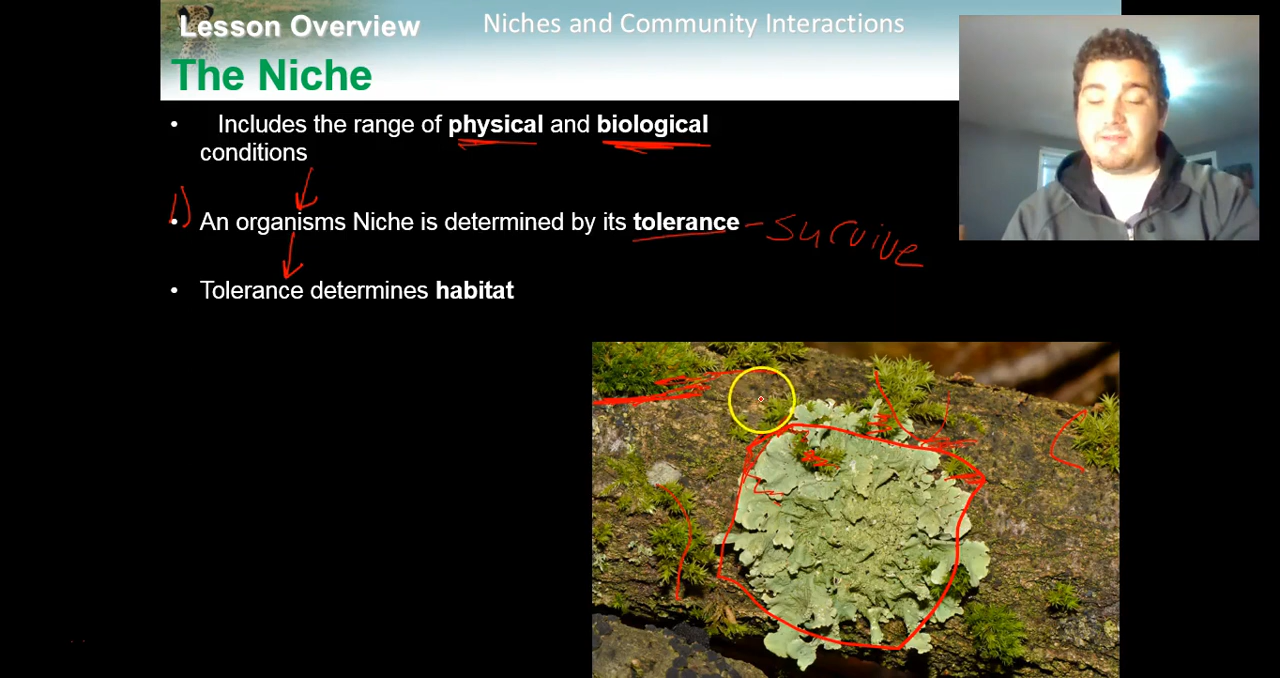 Lesson Overview
Niches and Community Interactions
The Niche
• Includes the range of physical and biological
conditions
1)
• An organisms Niche is determined by its tolerance - survive
• Tolerance determines habitat